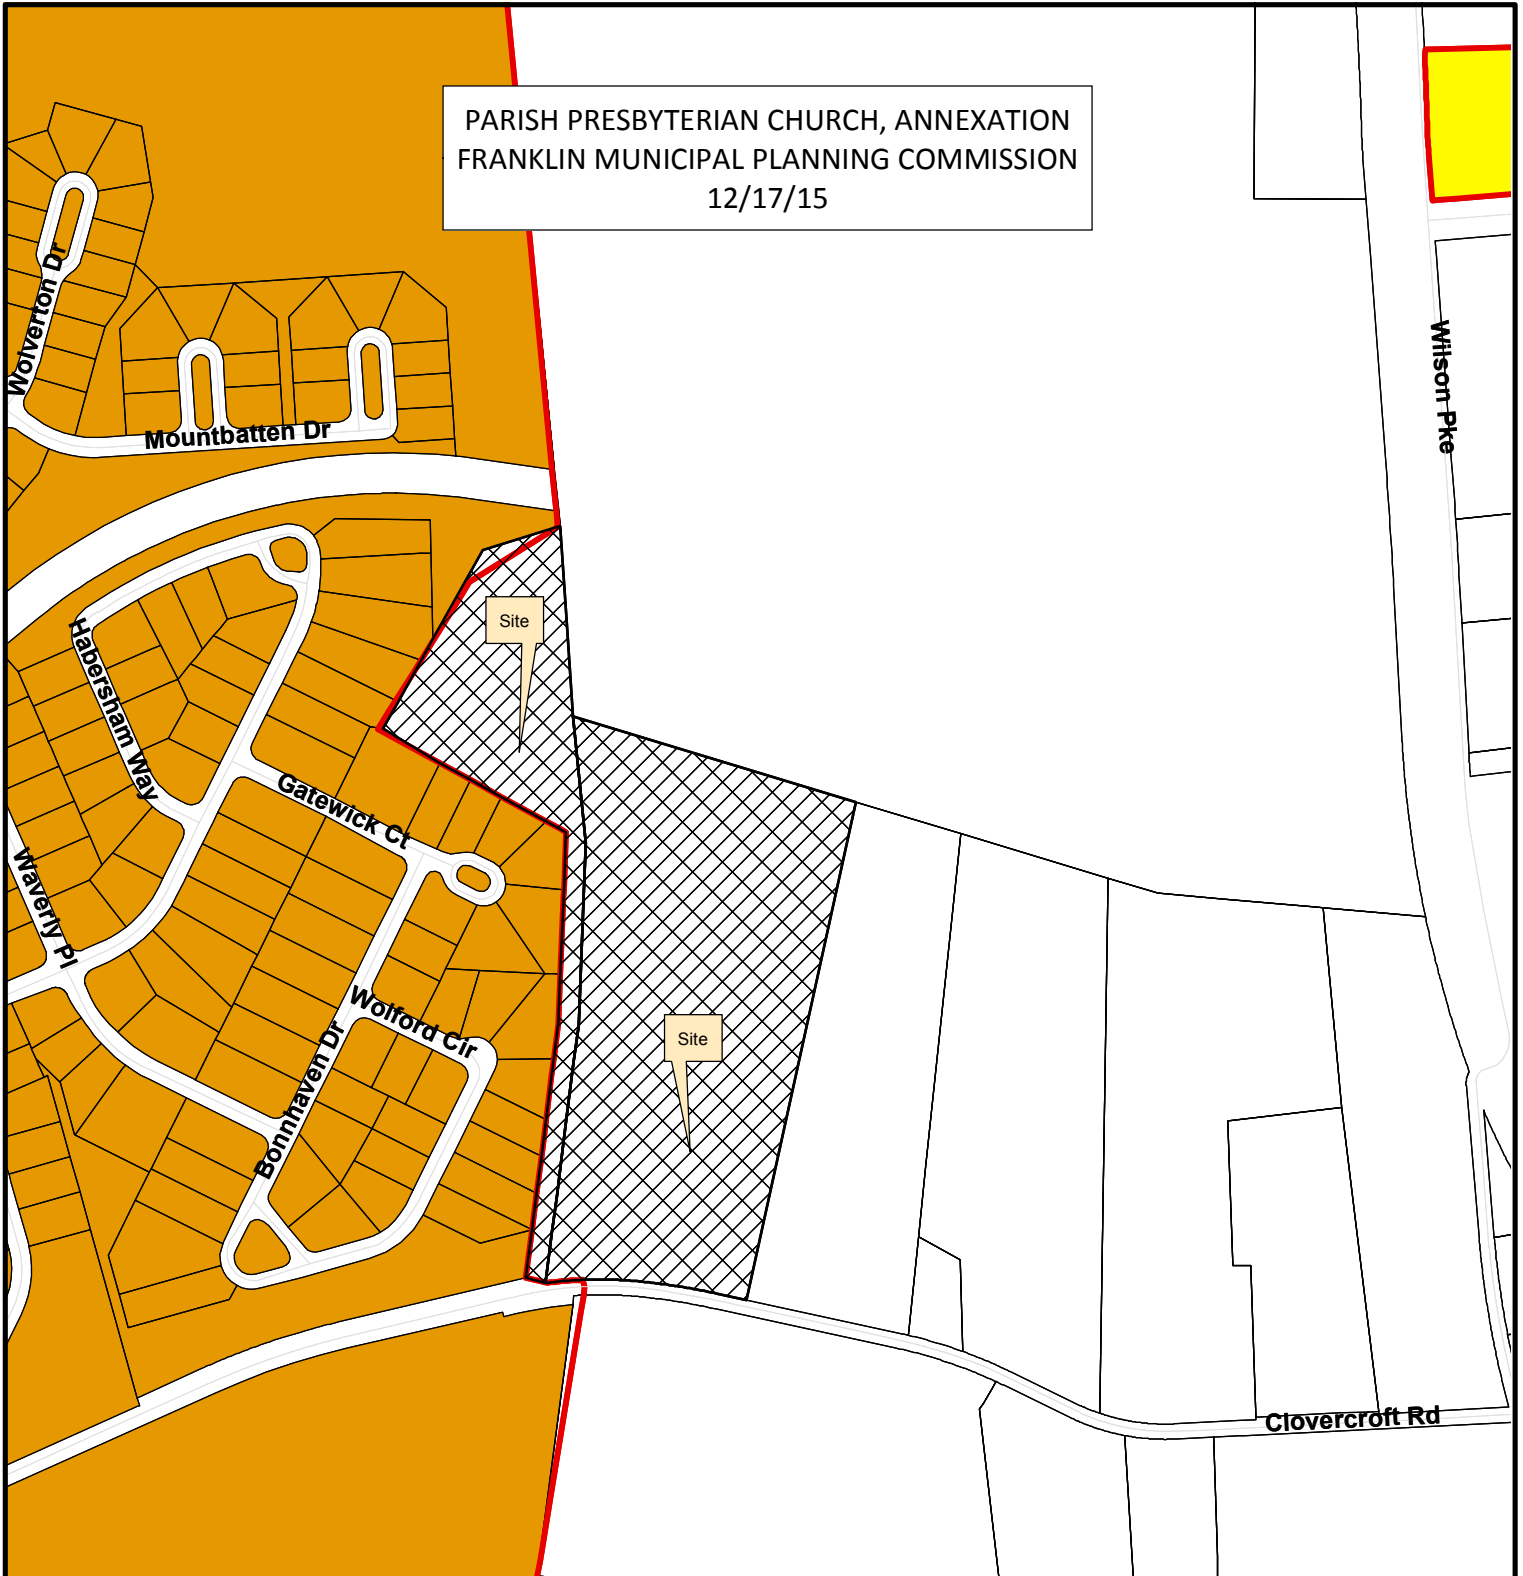 PARISH PRESBYTERIAN CHURCH, ANNEXATION
FRANKLIN MUNICIPAL PLANNING COMMISSION
12/17/15
Wolverton Dr
Mountbatten Dr
Wilson Pke
Site
Habersham Way
Gatewick Ct
Waverly Pl
Wolford Cir
Bonnhaven Dr
Site
Clovercroft Rd